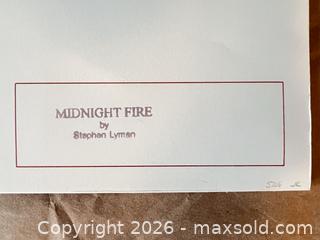 MIDNIGHT FIRE
by
Stephen Lyman
Copyright 2026 - maxsold.com